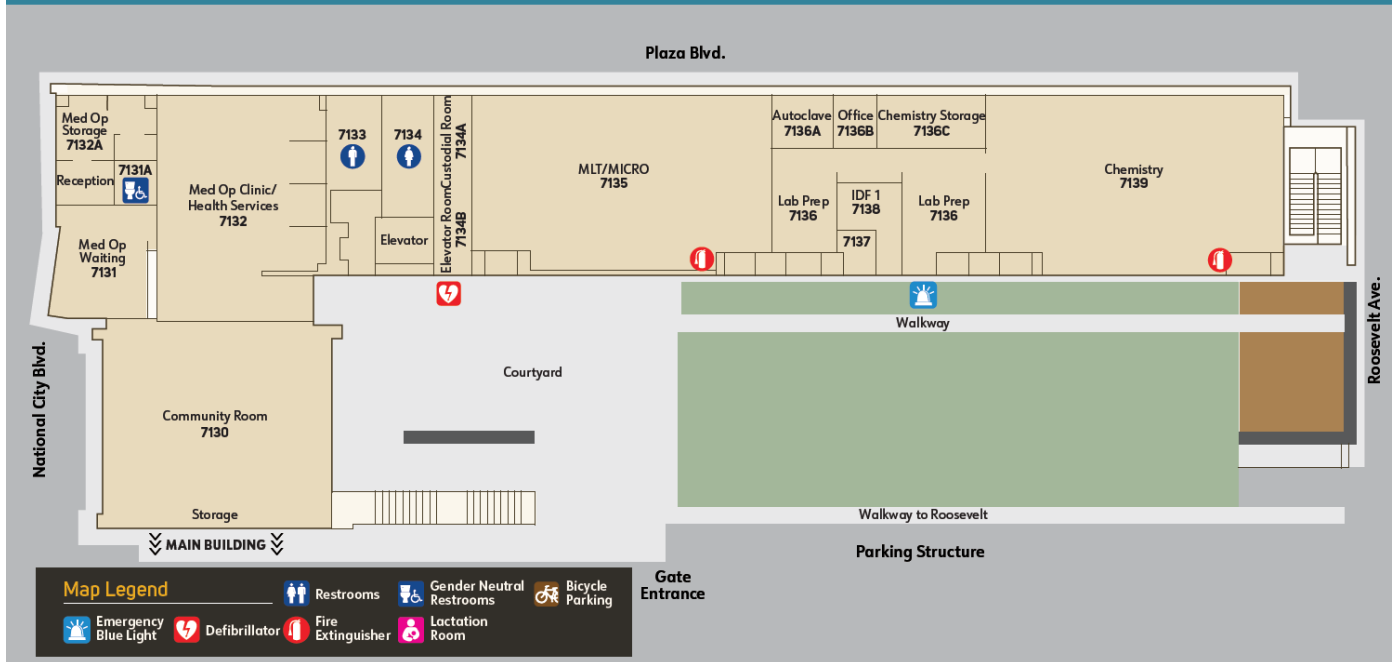 Plaza Blvd.
Med Op
Storage
7132A
Reception
7131A
Med Op
Waiting
7131
Med Op Clinic/
Health Services
7132
7133
7134
Elevator
Custodial Room
7134A
Elevator Room
7134B
MLT/MICRO
7135
Autoclave
7136A
Office
7136B
Chemistry Storage
7136C
Lab Prep
7136
IDF 1
7138
7137
Lab Prep
7136
Chemistry
7139
Walkway
Courtyard
Community Room
7130
Storage
National City Blvd.
Roosevelt Ave.
Walkway to Roosevelt
MAIN BUILDING
Parking Structure
Gate
Entrance
Map Legend
Restrooms
Gender Neutral
Restrooms
Bicycle
Parking
Emergency
Blue Light
Defibrillator
Fire
Extinguisher
Lactation
Room